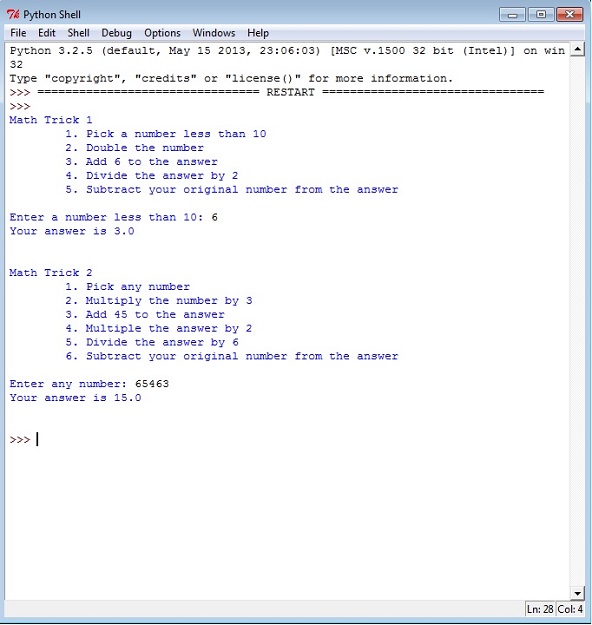 Python Shell
File Edit Shell Debug Options Windows Help
Python 3.2.5 (default, May 15 2013, 23:06:03) [MSC v.1500 32 bit (Intel)] on win
32
Type "copyright", "credits" or "license()" for more information.
>>> ================================ RESTART ================================
>>>
Math Trick 1
1. Pick a number less than 10
2. Double the number
3. Add 6 to the answer
4. Divide the answer by 2
5. Subtract your original number from the answer
Enter a number less than 10: 6
Your answer is 3.0
Math Trick 2
1. Pick any number
2. Multiply the number by 3
3. Add 45 to the answer
4. Multiple the answer by 2
5. Divide the answer by 6
6. Subtract your original number from the answer
Enter any number: 65463
Your answer is 15.0
>>>
Ln: 28 Col: 4